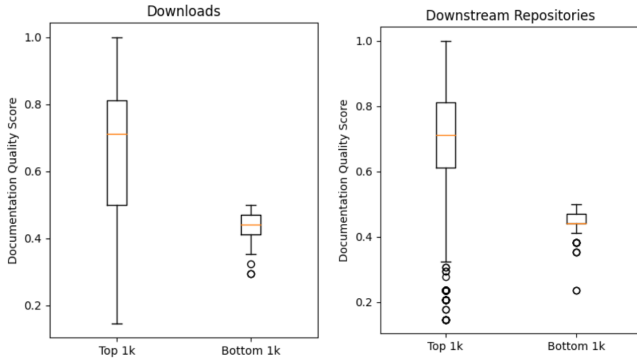 Downloads
Documentation Quality Score
1.0
0.8
0.6
0.4
0.2
Top 1k
Bottom 1k
Downstream Repositories
Documentation Quality Score
1.0
0.8
0.6
0.4
0.2
Top 1k
Bottom 1k